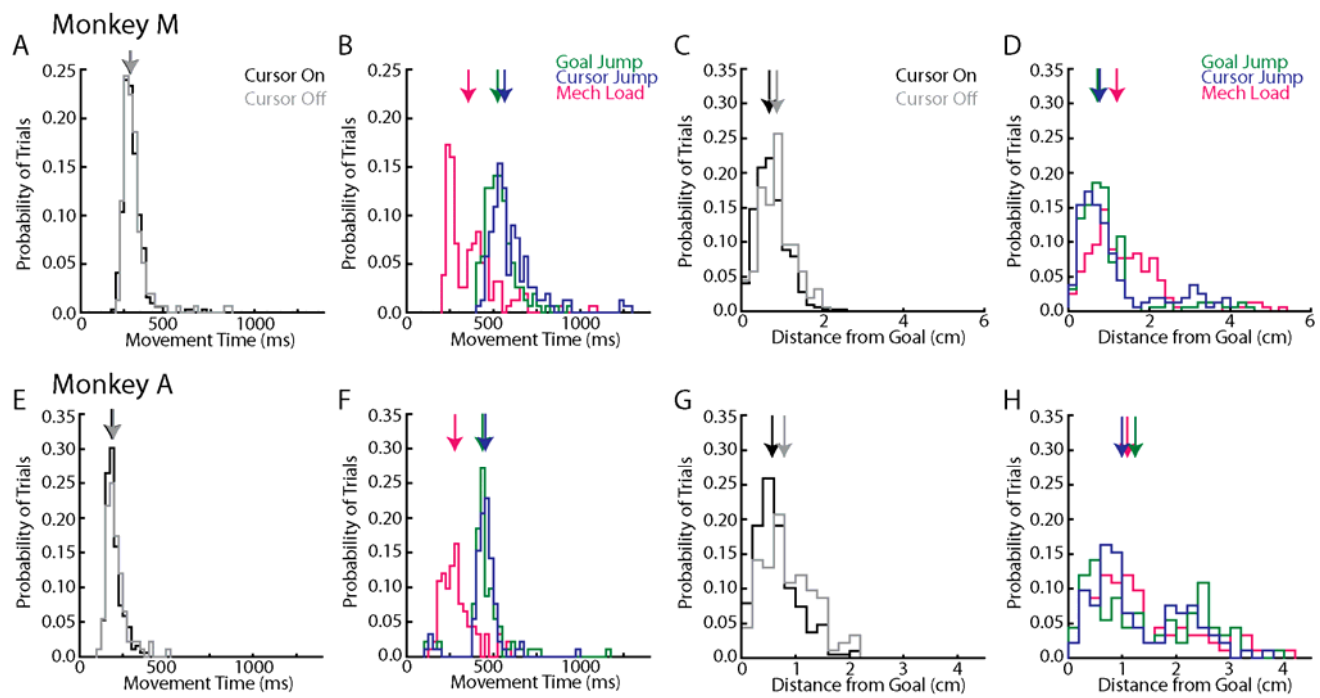 Monkey M
A
B
C
D
Cursor On
Cursor Off
Goal Jump
Cursor Jump
Mech Load
Cursor On
Cursor Off
Goal Jump
Cursor Jump
Mech Load
Probability of Trials
0.25
0.20
0.15
0.10
0.05
0.0
0 500 1000
Movement Time (ms)
Probability of Trials
0.25
0.20
0.15
0.10
0.05
0.0
0 500 1000
Movement Time (ms)
Probability of Trials
0.35
0.30
0.25
0.20
0.15
0.10
0.05
0.00
0 2 4 6
Distance from Goal (cm)
Probability of Trials
0.35
0.30
0.25
0.20
0.15
0.10
0.05
0.00
0 2 4 6
Distance from Goal (cm)
Monkey A
E
F
G
H
Probability of Trials
0.35
0.30
0.25
0.20
0.15
0.10
0.05
0.00
0 500 1000
Movement Time (ms)
Probability of Trials
0.35
0.30
0.25
0.20
0.15
0.10
0.05
0.00
0 500 1000
Movement Time (ms)
Probability of Trials
0.35
0.30
0.25
0.20
0.15
0.10
0.05
0.00
0 1 2 3 4
Distance from Goal (cm)
Probability of Trials
0.35
0.30
0.25
0.20
0.15
0.10
0.05
0.00
0 1 2 3 4
Distance from Goal (cm)